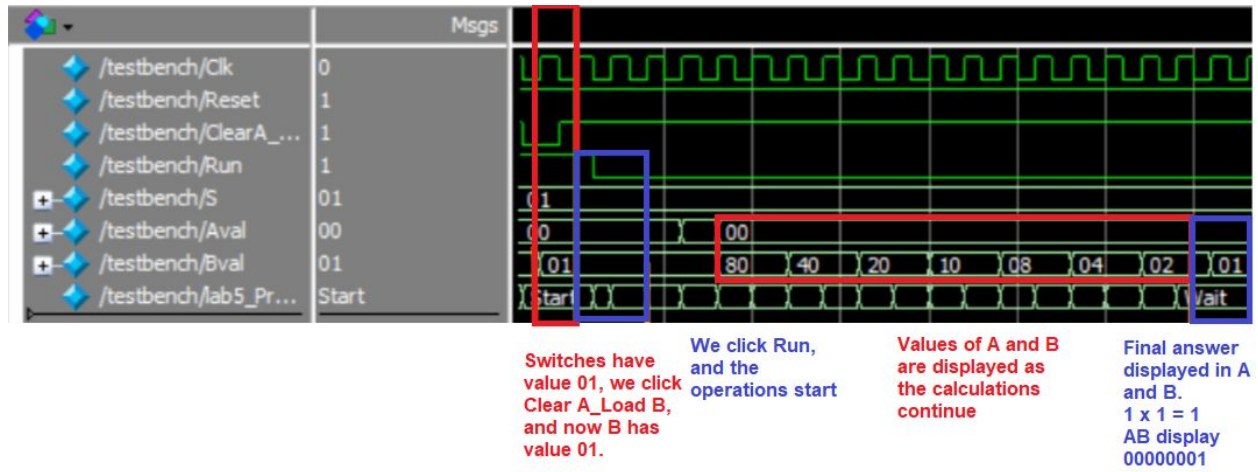 Msgs
/testbench/Clk 0
/testbench/Reset 1
/testbench/ClearA_... 1
/testbench/Run 1
/testbench/S 01 01
/testbench/Aval 00 00 00
/testbench/Bval 01 01 80 40 20 10 08 04 02 01
/testbench/lab5_Pr... Start Start Wait
Switches have
value 01, we click
Clear A_Load B,
and now B has
value 01.
We click Run,
and the
operations start
Values of A and B
are displayed as
the calculations
continue
Final answer
displayed in A
and B.
1 x 1 = 1
AB display
00000001